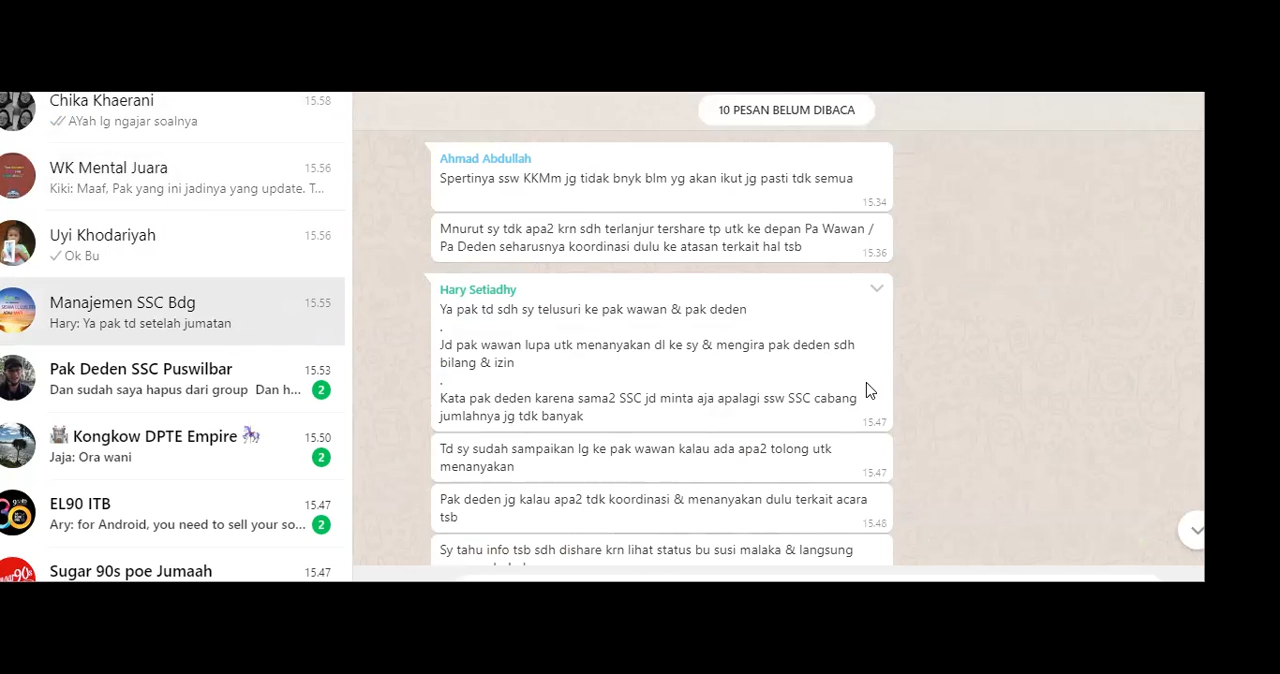 Chika Khaerani
15.58
AYah lg ngajar soalnya
WK Mental Juara
15.56
Kiki: Maaf, Pak yang ini jadinya yang update. T...
Uyi Khodariyah
15.56
Ok Bu
Manajemen SSC Bdg
15.55
Hary: Ya pak td setelah jumatan
Pak Deden SSC Puswilbar
15.53
Dan sudah saya hapus dari group Dan h...
2
Kongkow DPTE Empire
15.50
Jaja: Ora wani
2
EL90 ITB
15.47
Ary: for Android, you need to sell your so...
2
Sugar 90s poe Jumaah
15.47
10 PESAN BELUM DIBACA
Ahmad Abdullah
Spertinya ssw KKMm jg tidak bnyk blm yg akan ikut jg pasti tdk semua
15.34
Mnurut sy tdk apa2 krn sdh terlanjur tershare tp utk ke depan Pa Wawan /
Pa Deden seharusnya koordinasi dulu ke atasan terkait hal tsb
15.36
Hary Setiadhy
Ya pak td sdh sy telusuri ke pak wawan & pak deden
.
Jd pak wawan lupa utk menanyakan dl ke sy & mengira pak deden sdh
bilang & izin
.
Kata pak deden karena sama2 SSC jd minta aja apalagi ssw SSC cabang
jumlahnya jg tdk banyak
15.47
Td sy sudah sampaikan lg ke pak wawan kalau ada apa2 tolong utk
menanyakan
15.47
Pak deden jg kalau apa2 tdk koordinasi & menanyakan dulu terkait acara
tsb
15.48
Sy tahu info tsb sdh dishare krn lihat status bu susi malaka & langsung